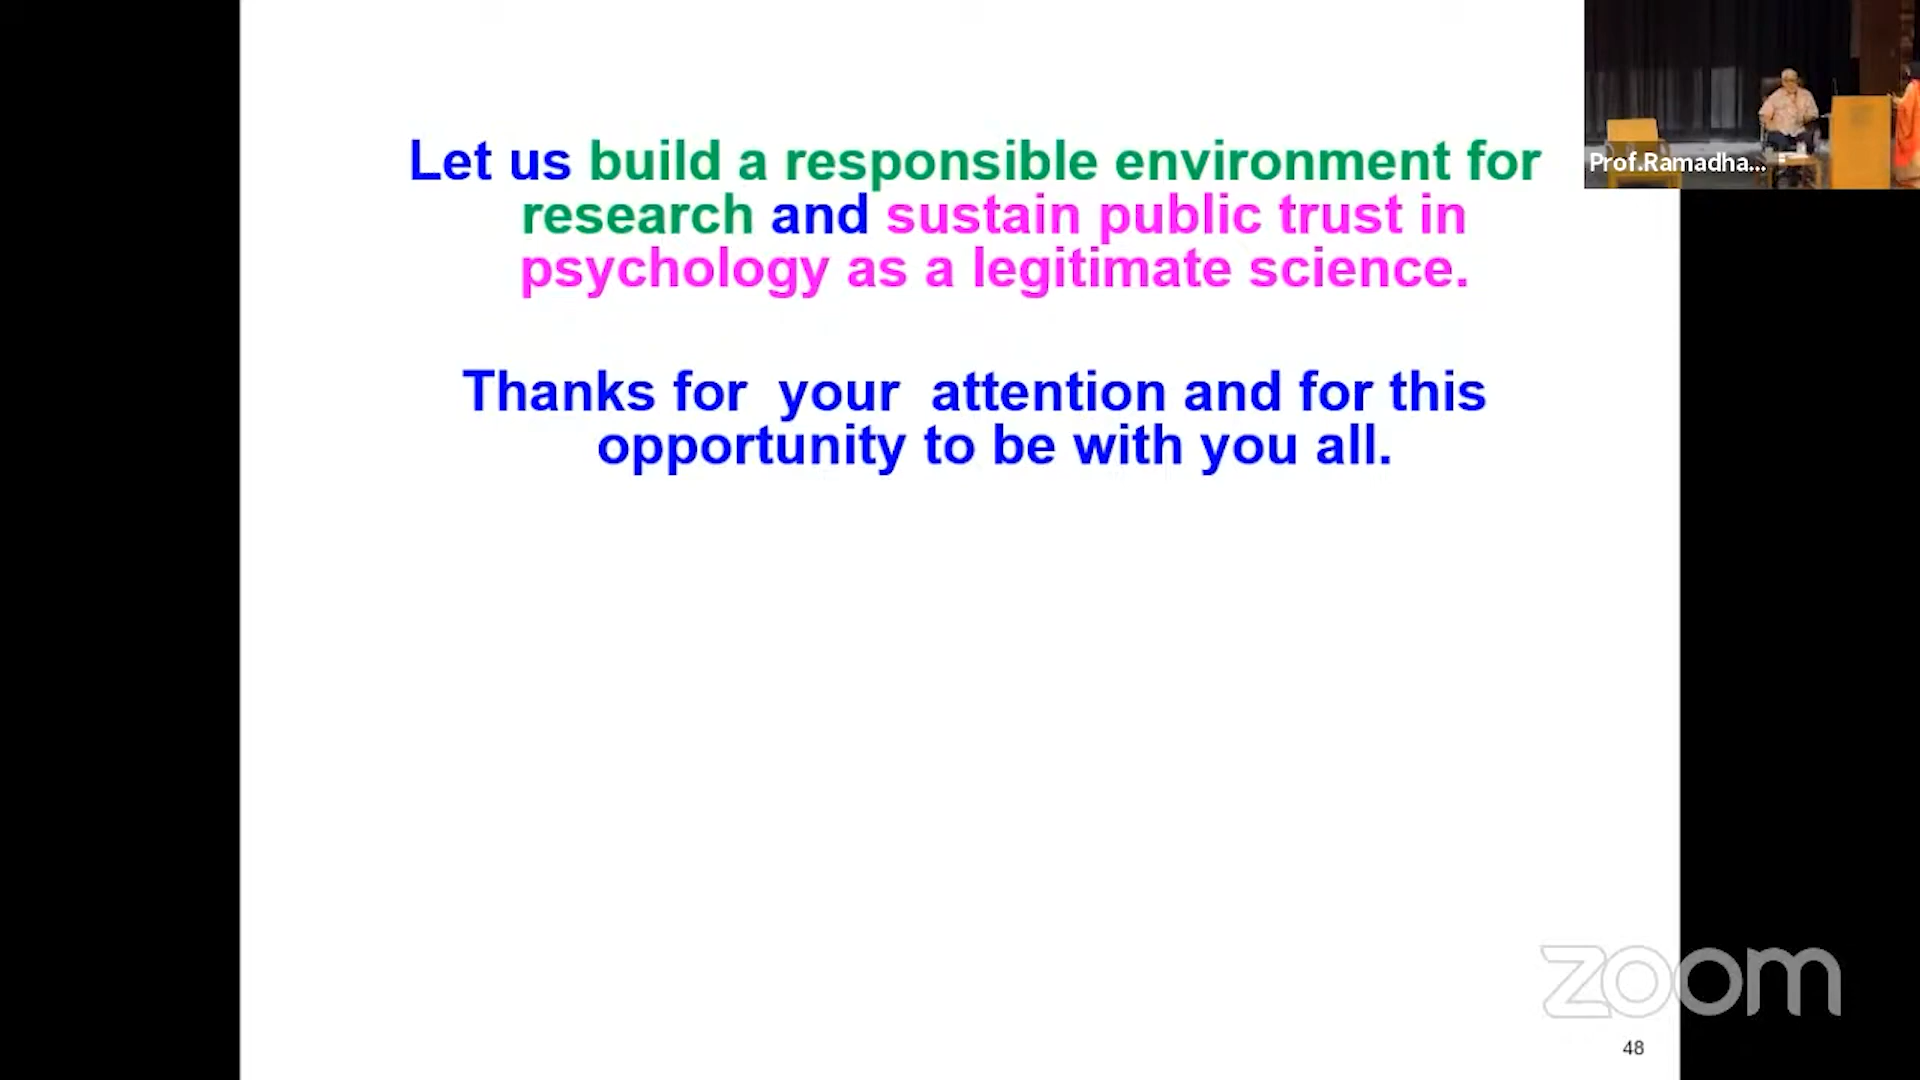 Let us build a responsible environment for
research and sustain public trust in
psychology as a legitimate science.
Thanks for  your  attention and for this
opportunity to be with you all.
Prof.Ramadha...
zoom
48